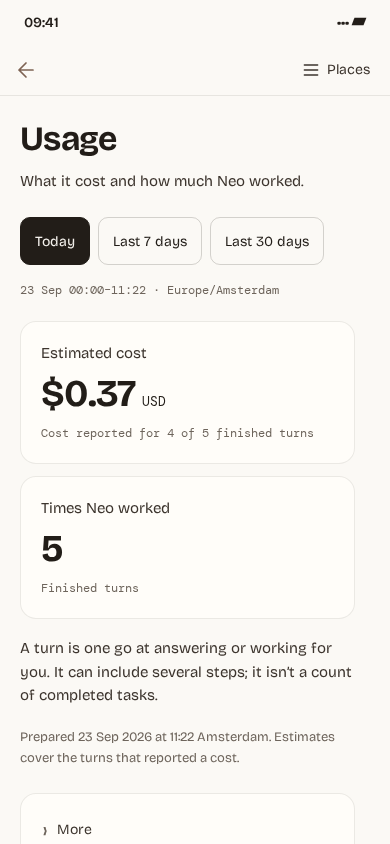 09:41
Places
Usage
What it cost and how much Neo worked.
Today
Last 7 days
Last 30 days
23 Sep 00:00–11:22 · Europe/Amsterdam
Estimated cost
$0.37 USD
Cost reported for 4 of 5 finished turns
Times Neo worked
5
Finished turns
A turn is one go at answering or working for
you. It can include several steps; it isn't a count
of completed tasks.
Prepared 23 Sep 2026 at 11:22 Amsterdam. Estimates
cover the turns that reported a cost.
More